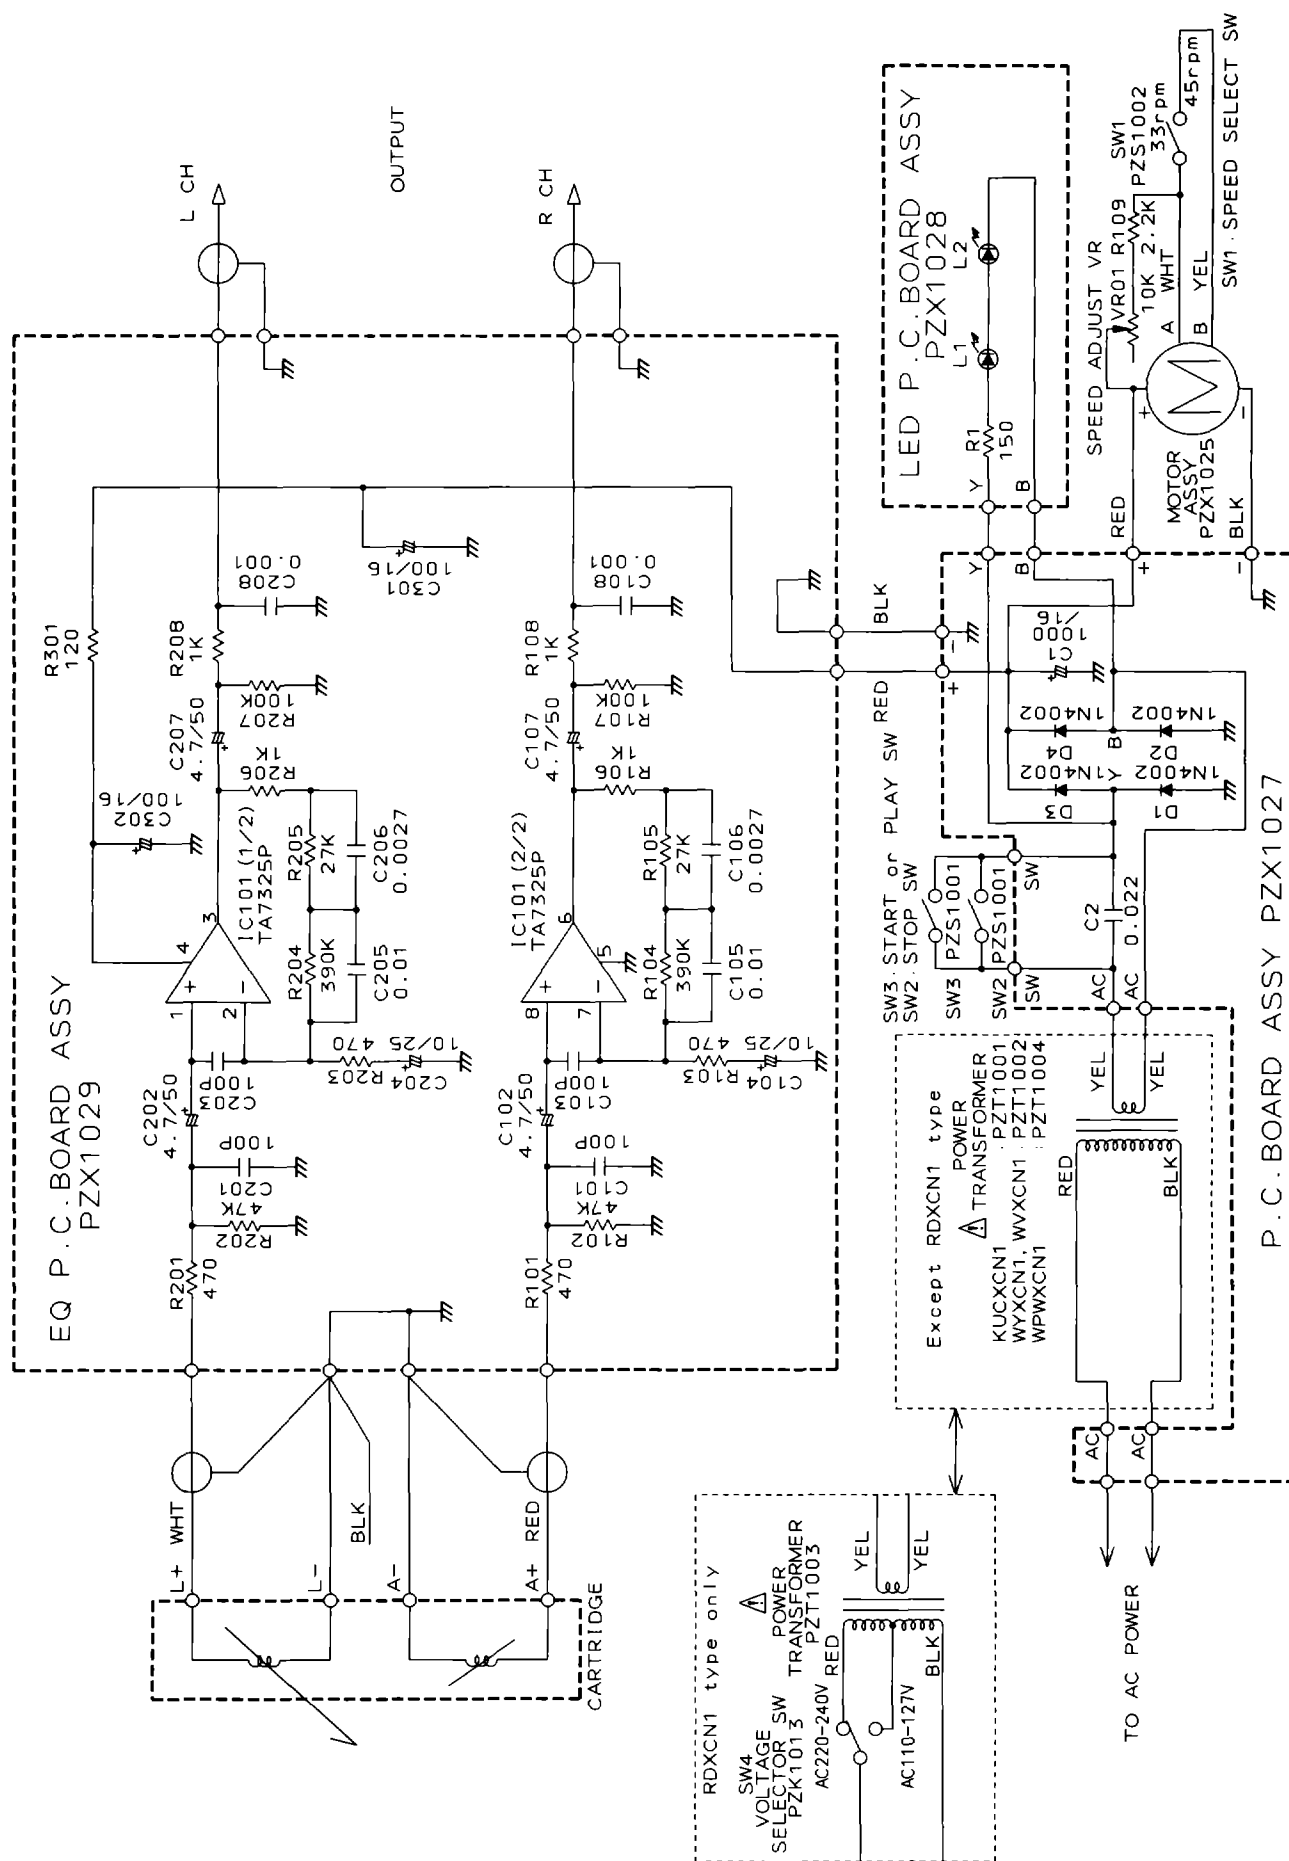 EQ P.C.BOARD ASSY
PZX1029
CARTRIDGE
L+ WHT
L-
BLK
A-
A+ RED
R201
470
R202
47K
C201
100P
C202
4.7/50
C203
100P
1
2
+
-
4
3
IC101(1/2)
TA7325P
R203
470
C204
10/25
R204
390K
C205
0.01
R205
27K
C206
0.0027
R206
1K
C207
4.7/50
R207
100K
R208
1K
C208
0.001
C302
100/16
R301
120
C301
100/16
L CH
OUTPUT
R CH
R101
470
R102
47K
C101
100P
C102
4.7/50
C103
100P
8
7
+
-
5
6
IC101(2/2)
TA7325P
R103
470
C104
10/25
R104
390K
C105
0.01
R105
27K
C106
0.0027
R106
1K
C107
4.7/50
R107
100K
R108
1K
C108
0.001
BLK
RED
LED P.C.BOARD ASSY
PZX1028
L1
L2
R1
150
Y
B
Y
B
SW3.START or PLAY SW
SW2.STOP SW
SW3 PZS1001
SW2 PZS1001
SW
SW
+
-
C1
1000
/16
D3
1N4002
D4
1N4002
D1
1N4002
D2
1N4002
Y
B
C2
0.022
AC
AC
+
-
RED
BLK
MOTOR
ASSY
PZX1025
M
+
-
SPEED ADJUST VR
VR01
10K
R109
2.2K
A WHT
B YEL
SW1
PZS1002
33rpm
45rpm
SW1.SPEED SELECT SW
P.C.BOARD ASSY PZX1027
Except RDXCN1 type
POWER
TRANSFORMER
KUCXCN1 :PZT1001
WYXCN1,WVXCN1:PZT1002
WPWXCN1 :PZT1004
YEL
YEL
RED
BLK
AC
AC
TO AC POWER
RDXCN1 type only
SW4
VOLTAGE
SELECTOR SW
PZK1013
POWER
TRANSFORMER
PZT1003
AC220-240V
AC110-127V
RED
BLK
YEL
YEL